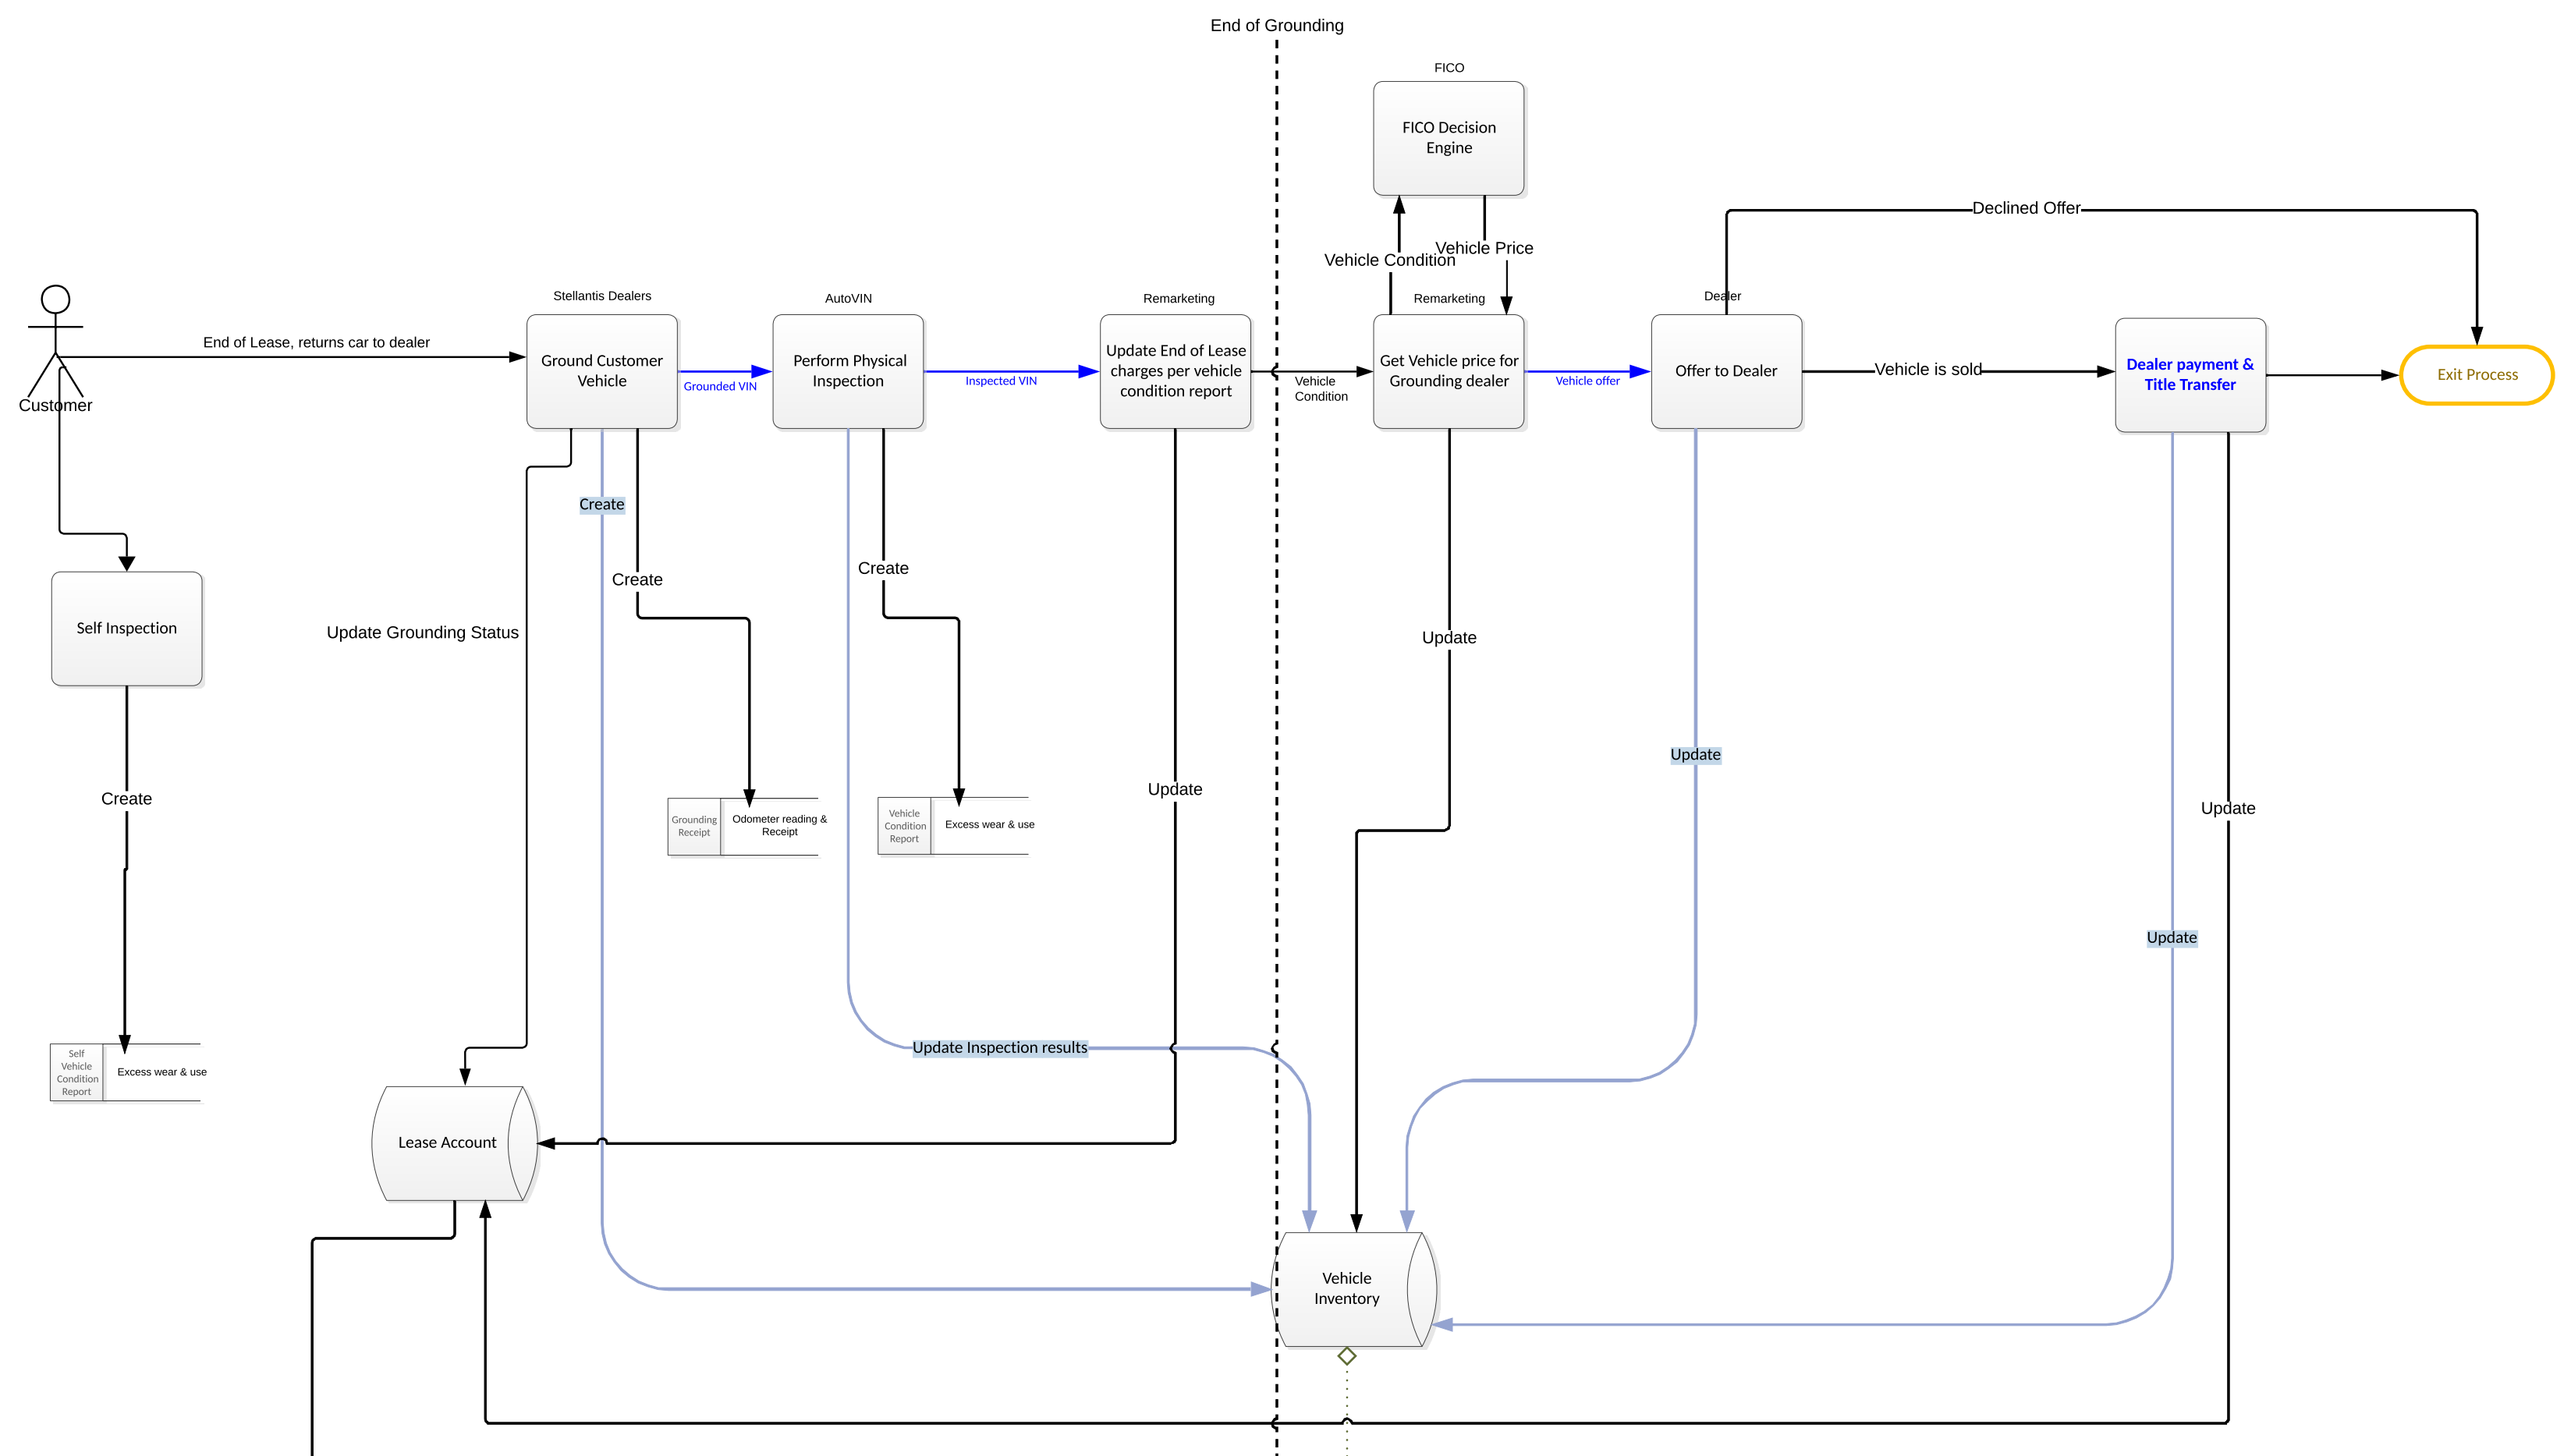 End of Grounding
FICO
FICO Decision
Engine
Declined Offer
Vehicle Price
Vehicle Condition
Stellantis Dealers
AutoVIN
Remarketing
Remarketing
Dealer
End of Lease, returns car to dealer
Customer
Ground Customer
Vehicle
Grounded VIN
Perform Physical
Inspection
Inspected VIN
Update End of Lease
charges per vehicle
condition report
Vehicle
Condition
Get Vehicle price for
Grounding dealer
Vehicle offer
Offer to Dealer
Vehicle is sold
Dealer payment &
Title Transfer
Exit Process
Create
Create
Create
Self Inspection
Update Grounding Status
Update
Update
Create
Update
Update
Grounding
Receipt
Odometer reading &
Receipt
Vehicle
Condition
Report
Excess wear & use
Update
Self
Vehicle
Condition
Report
Excess wear & use
Update Inspection results
Lease Account
Vehicle
Inventory